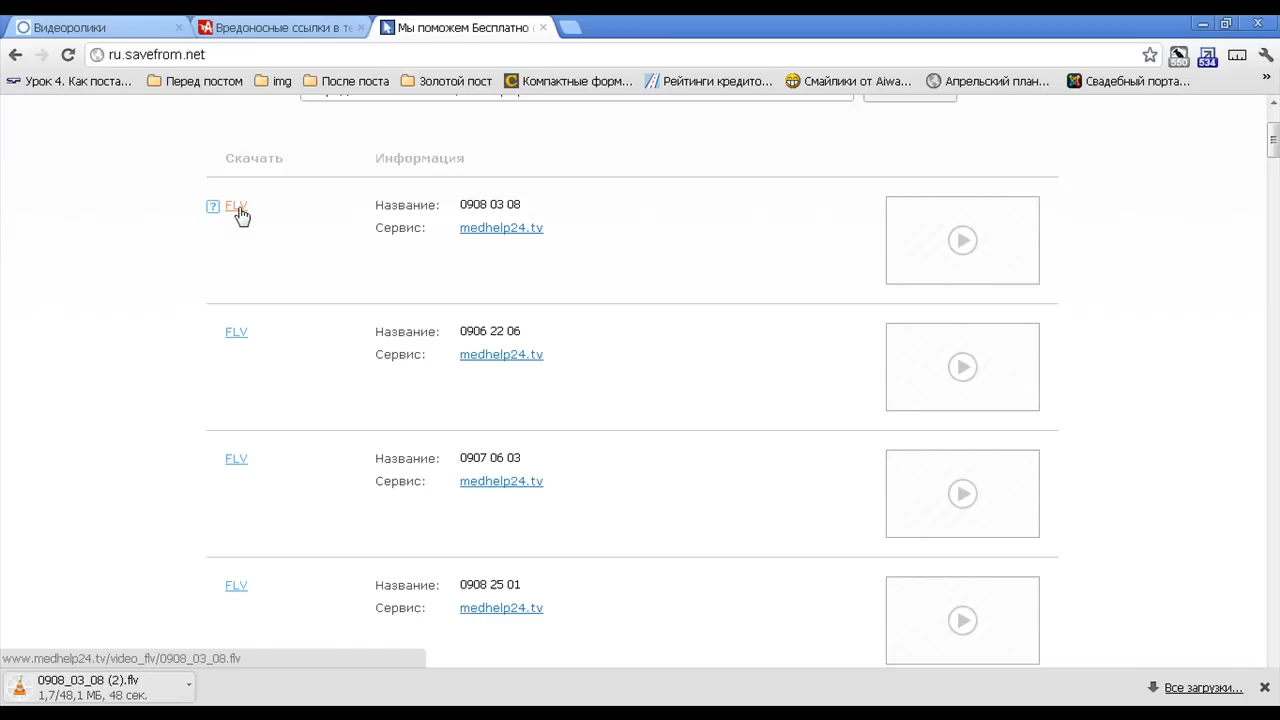 Видеоролики
Вредоносные ссылки в те
Мы поможем Бесплатно
ru.savefrom.net
550
534
Урок 4. Как поста...
Перед постом
img
После поста
Золотой пост
Компактные форм...
Рейтинги кредито...
Смайлики от Aiwa...
Апрельский план...
Свадебный порта...
»
Скачать
Информация
? FLV
Название: 0908 03 08
Сервис: medhelp24.tv
FLV
Название: 0906 22 06
Сервис: medhelp24.tv
FLV
Название: 0907 06 03
Сервис: medhelp24.tv
FLV
Название: 0908 25 01
Сервис: medhelp24.tv
www.medhelp24.tv/video_flv/0908_03_08.flv
0908_03_08 (2).flv
1,7/48,1 МБ, 48 сек.
Все загрузки...